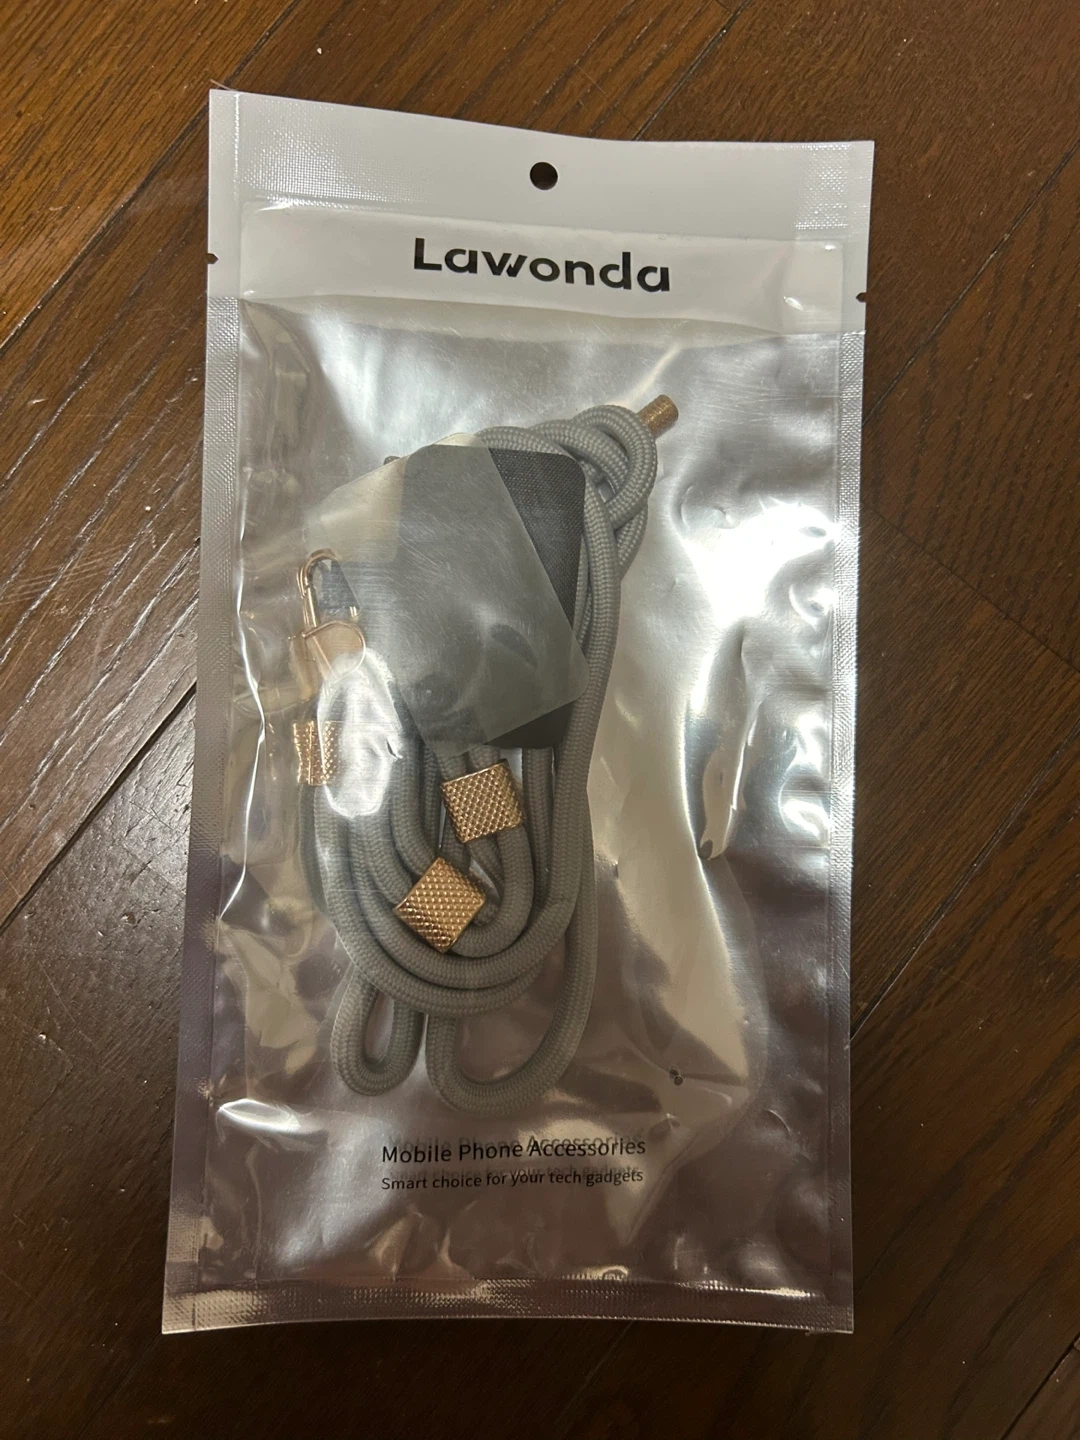 Lawonda
Mobile Phone Accessories
Smart choice for your tech gadgets